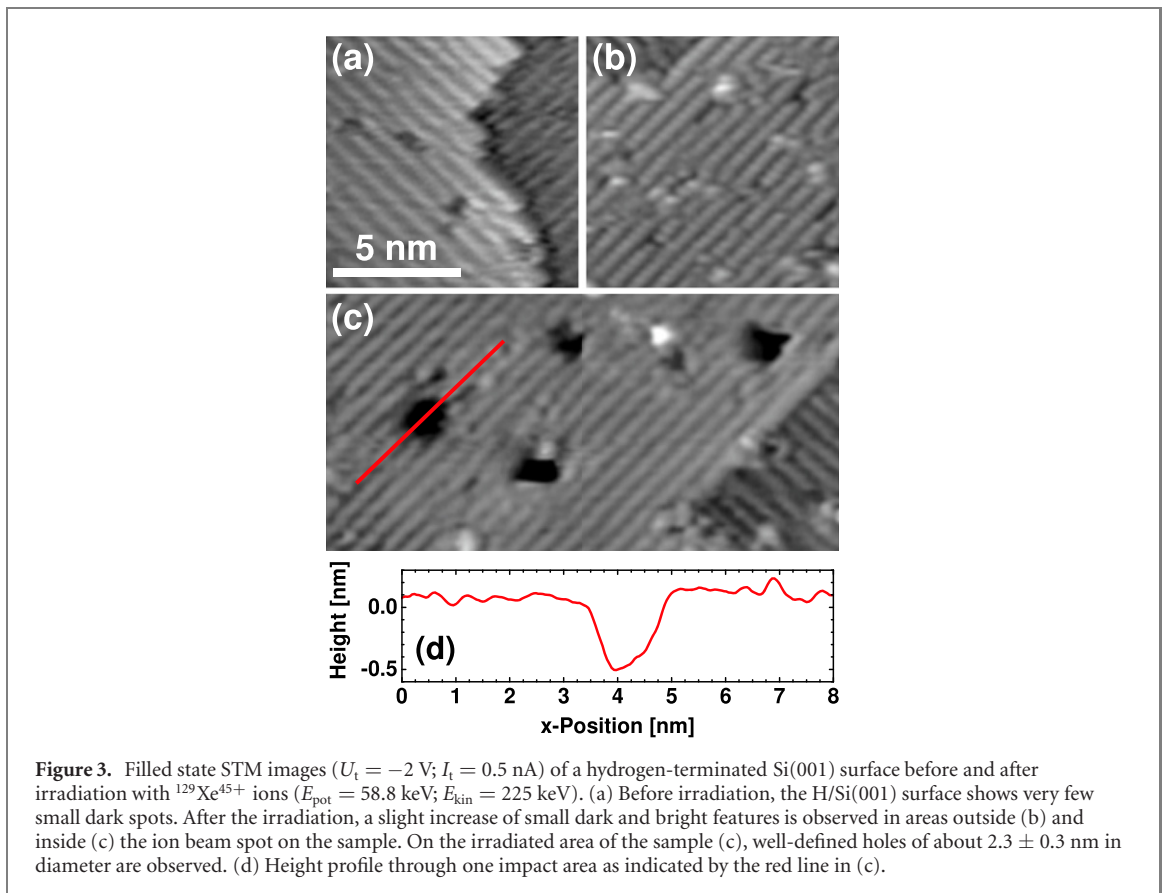 (a)
(b)
5 nm
(c)
Height [nm]
0.0
-0.5
(d)
0 1 2 3 4 5 6 7 8
x-Position [nm]
Figure 3. Filled state STM images (Uₜ = −2 V; Iₜ = 0.5 nA) of a hydrogen-terminated Si(001) surface before and after
irradiation with ¹²⁹Xe⁴⁵⁺ ions (E_pot = 58.8 keV; E_kin = 225 keV). (a) Before irradiation, the H/Si(001) surface shows very few
small dark spots. After the irradiation, a slight increase of small dark and bright features is observed in areas outside (b) and
inside (c) the ion beam spot on the sample. On the irradiated area of the sample (c), well-defined holes of about 2.3 ± 0.3 nm in
diameter are observed. (d) Height profile through one impact area as indicated by the red line in (c).